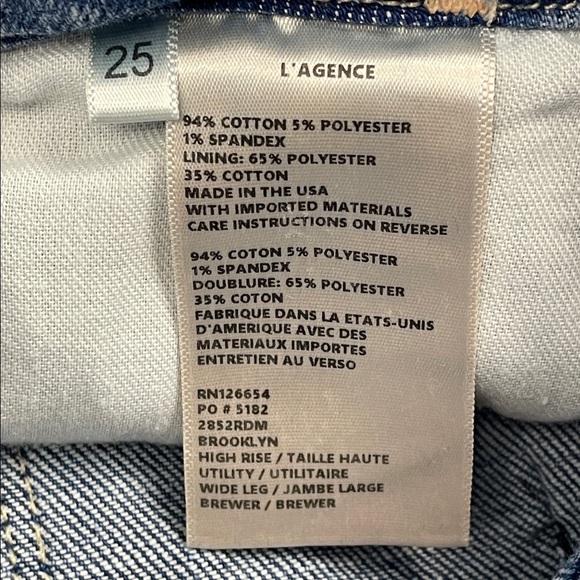 25
L'AGENCE
94% COTTON 5% POLYESTER
1% SPANDEX
LINING: 65% POLYESTER
35% COTTON
MADE IN THE USA
WITH IMPORTED MATERIALS
CARE INSTRUCTIONS ON REVERSE
94% COTON 5% POLYESTER
1% SPANDEX
DOUBLURE: 65% POLYESTER
35% COTON
FABRIQUE DANS LA ETATS-UNIS
D'AMERIQUE AVEC DES
MATERIAUX IMPORTES
ENTRETIEN AU VERSO
RN126654
PO # 5182
2852RDM
BROOKLYN
HIGH RISE / TAILLE HAUTE
UTILITY / UTILITAIRE
WIDE LEG / JAMBE LARGE
BREWER / BREWER